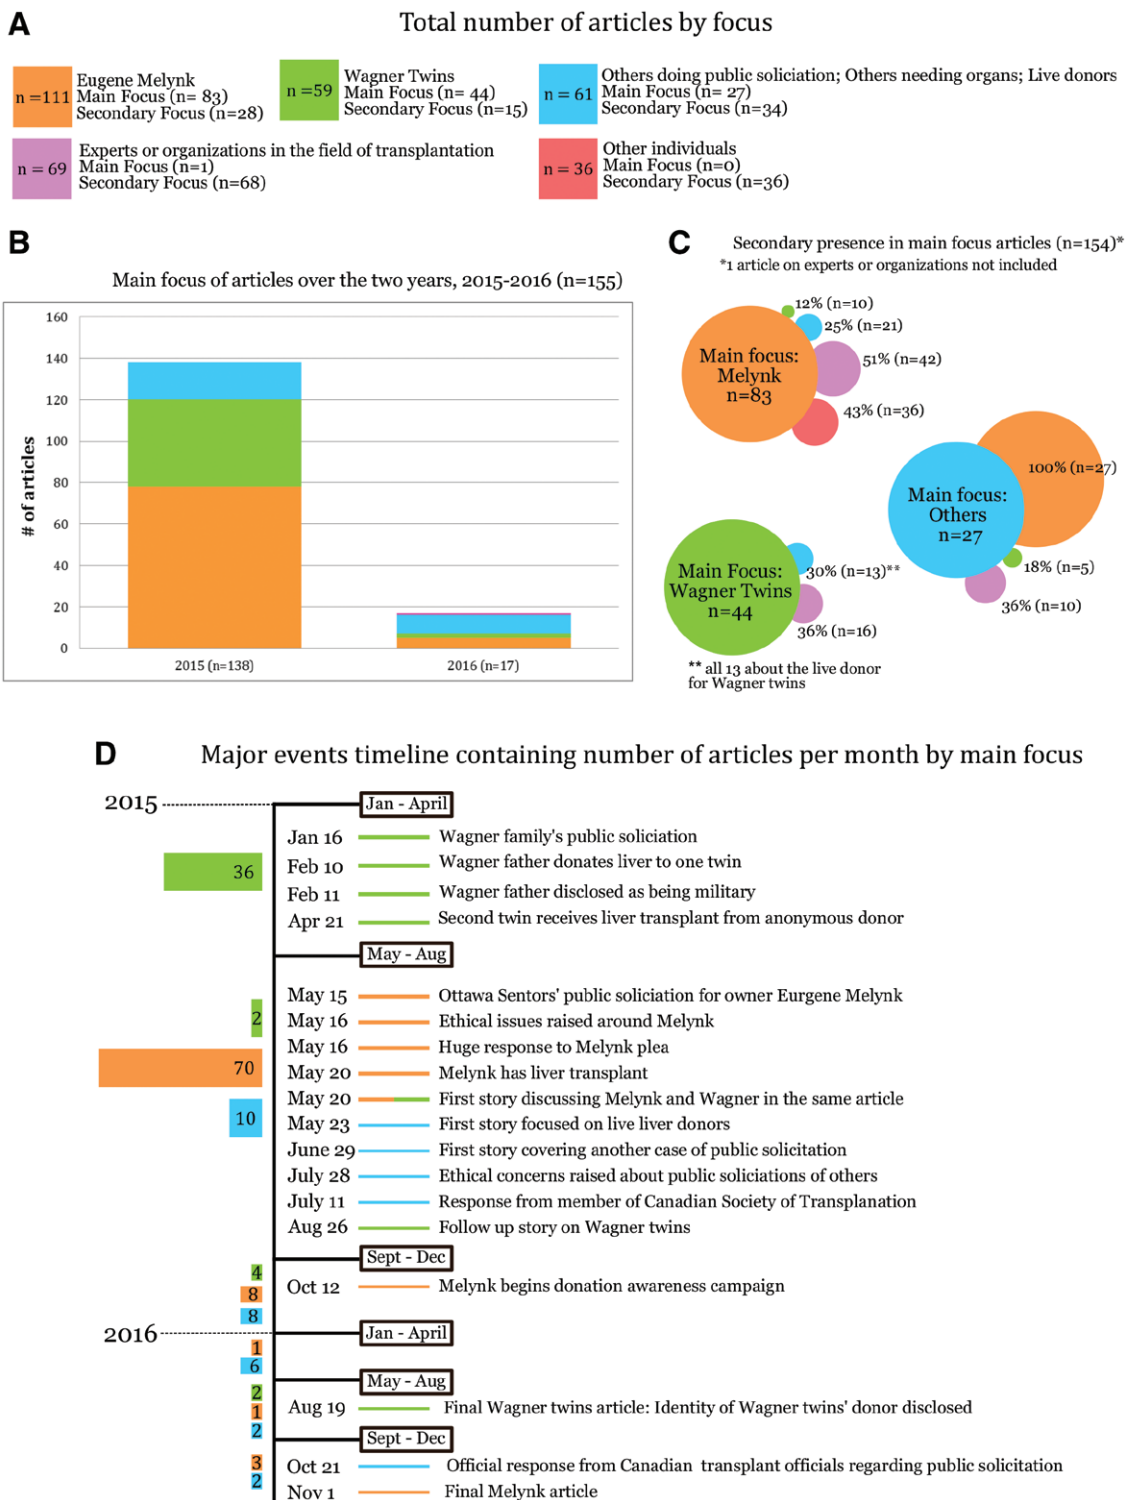 A
Total number of articles by focus
n =111
Eugene Melynk
Main Focus (n= 83)
Secondary Focus (n=28)
n =59
Wagner Twins
Main Focus (n= 44)
Secondary Focus (n=15)
n = 61
Others doing public soliciation; Others needing organs; Live donors
Main Focus (n= 27)
Secondary Focus (n=34)
n = 69
Experts or organizations in the field of transplantation
Main Focus (n=1)
Secondary Focus (n=68)
n = 36
Other individuals
Main Focus (n=0)
Secondary Focus (n=36)
B
Main focus of articles over the two years, 2015-2016 (n=155)
# of articles
160
140
120
100
80
60
40
20
0
2015 (n=138)
2016 (n=17)
C
Secondary presence in main focus articles (n=154)*
*1 article on experts or organizations not included
Main focus:
Melynk
n=83
12% (n=10)
25% (n=21)
51% (n=42)
43% (n=36)
Main focus:
Others
n=27
100% (n=27)
18% (n=5)
36% (n=10)
Main Focus:
Wagner Twins
n=44
30% (n=13)**
36% (n=16)
** all 13 about the live donor
for Wagner twins
D
Major events timeline containing number of articles per month by main focus
2015
Jan - April
36
Jan 16 Wagner family's public soliciation
Feb 10 Wagner father donates liver to one twin
Feb 11 Wagner father disclosed as being military
Apr 21 Second twin receives liver transplant from anonymous donor
May - Aug
2
70
10
May 15 Ottawa Sentors' public soliciation for owner Eurgene Melynk
May 16 Ethical issues raised around Melynk
May 16 Huge response to Melynk plea
May 20 Melynk has liver transplant
May 20 First story discussing Melynk and Wagner in the same article
May 23 First story focused on live liver donors
June 29 First story covering another case of public solicitation
July 28 Ethical concerns raised about public soliciations of others
July 11 Response from member of Canadian Society of Transplanation
Aug 26 Follow up story on Wagner twins
Sept - Dec
4
8
8
Oct 12 Melynk begins donation awareness campaign
2016
Jan - April
1
6
May - Aug
2
1
2
Aug 19 Final Wagner twins article: Identity of Wagner twins' donor disclosed
Sept - Dec
3
2
Oct 21 Official response from Canadian transplant officials regarding public solicitation
Nov 1 Final Melynk article